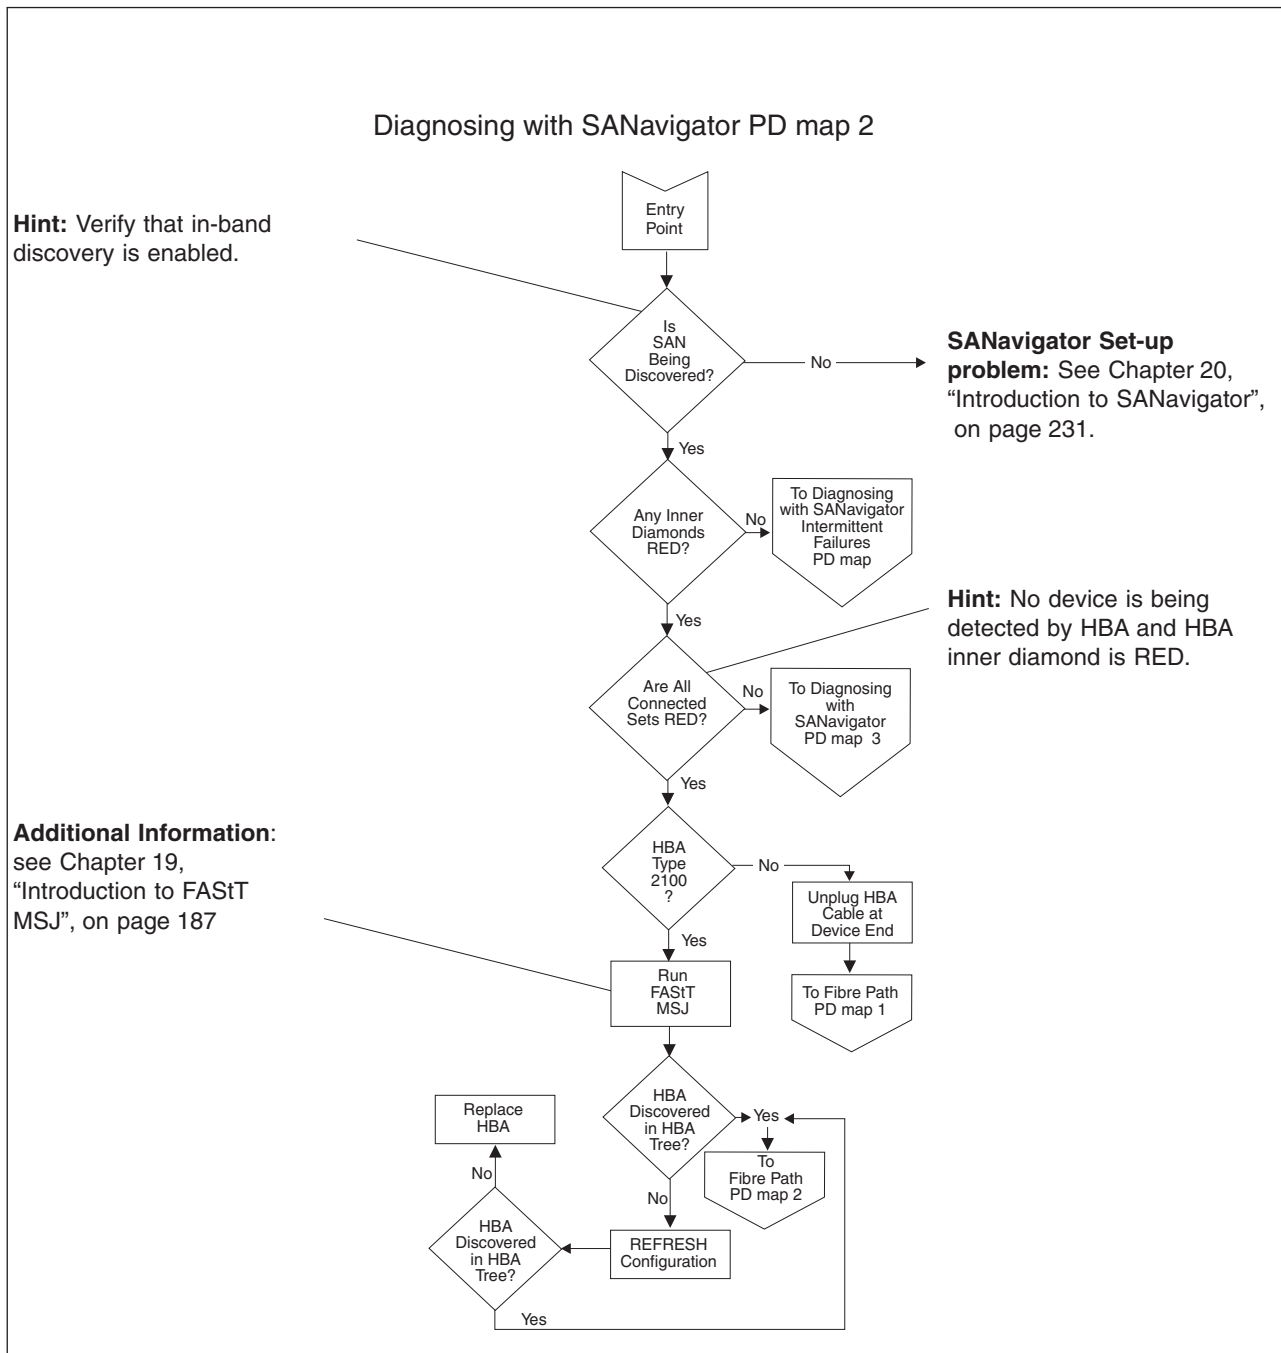 Diagnosing with SANavigator PD map 2
Entry
Point
Hint: Verify that in-band
discovery is enabled.
Is
SAN
Being
Discovered?
No
SANavigator Set-up
problem: See Chapter 20,
“Introduction to SANavigator”,
on page 231.
Yes
Any Inner
Diamonds
RED?
No
To Diagnosing
with SANavigator
Intermittent
Failures
PD map
Yes
Hint: No device is being
detected by HBA and HBA
inner diamond is RED.
Are All
Connected
Sets RED?
No
To Diagnosing
with
SANavigator
PD map 3
Yes
HBA
Type
2100
?
No
Unplug HBA
Cable at
Device End
To Fibre Path
PD map 1
Yes
Additional Information:
see Chapter 19,
“Introduction to FAStT
MSJ”, on page 187
Run
FAStT
MSJ
HBA
Discovered
in HBA
Tree?
Yes
To
Fibre Path
PD map 2
No
REFRESH
Configuration
HBA
Discovered
in HBA
Tree?
No
Replace
HBA
Yes